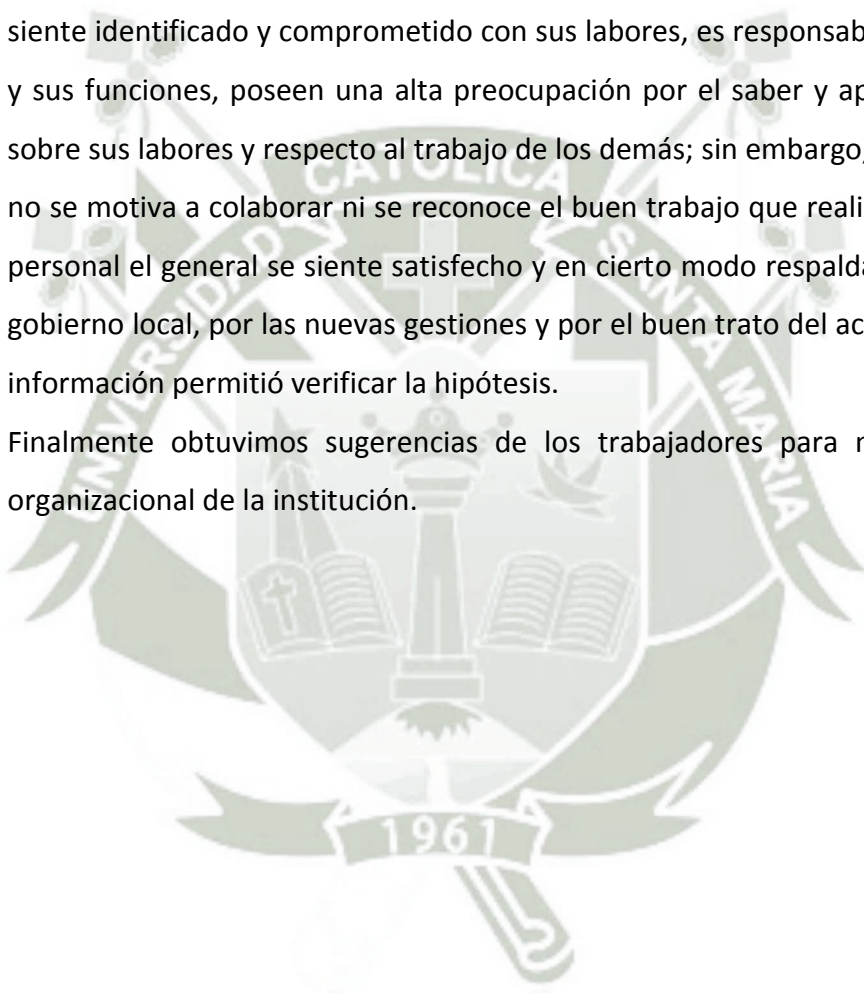 siente identificado y comprometido con sus labores, es responsab
y sus funciones, poseen una alta preocupación por el saber y ap
sobre sus labores y respecto al trabajo de los demás; sin embargo,
no se motiva a colaborar ni se reconoce el buen trabajo que reali
personal el general se siente satisfecho y en cierto modo respalda
gobierno local, por las nuevas gestiones y por el buen trato del ac
información permitió verificar la hipótesis.
Finalmente obtuvimos sugerencias de los trabajadores para
organizacional de la institución.
UNIVERSIDAD CATOLICA SANTA MARIA
1961